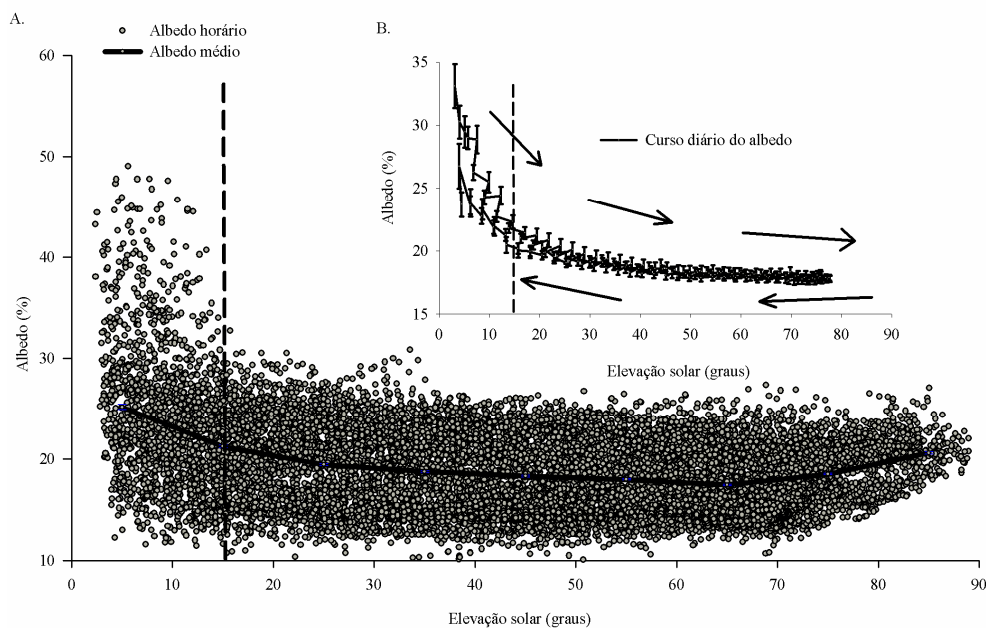 A.
Albedo horário
Albedo médio
60
50
40
30
20
10
Albedo (%)
0 10 20 30 40 50 60 70 80 90
Elevação solar (graus)
B.
35
30
25
20
15
Albedo (%)
Curso diário do albedo
0 10 20 30 40 50 60 70 80 90
Elevação solar (graus)